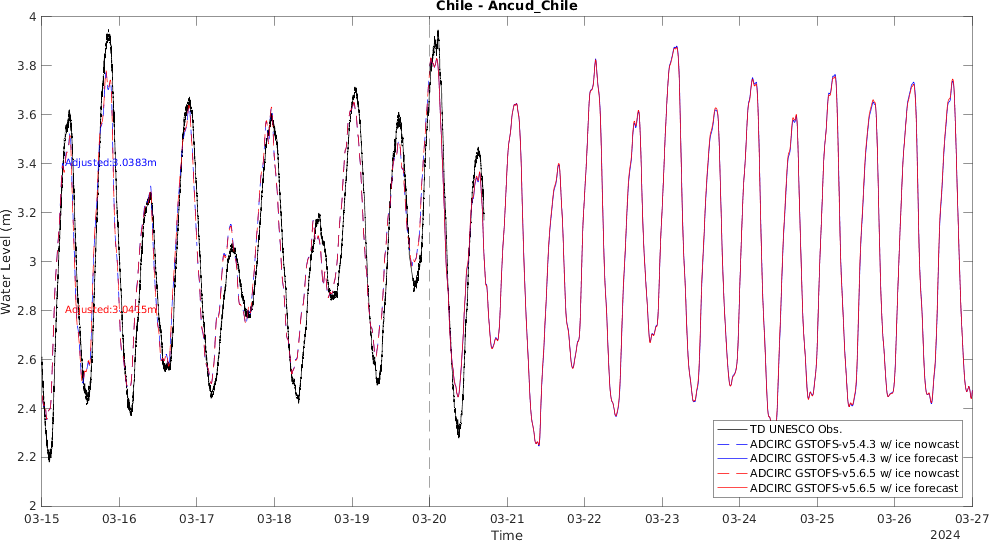 Chile - Ancud_Chile
Water Level (m)
4
3.8
3.6
3.4
3.2
3
2.8
2.6
2.4
2.2
2
Adjusted:3.0383m
Adjusted:3.0415m
TD UNESCO Obs.
ADCIRC GSTOFS-v5.4.3 w/ ice nowcast
ADCIRC GSTOFS-v5.4.3 w/ ice forecast
ADCIRC GSTOFS-v5.6.5 w/ ice nowcast
ADCIRC GSTOFS-v5.6.5 w/ ice forecast
03-15 03-16 03-17 03-18 03-19 03-20 03-21 03-22 03-23 03-24 03-25 03-26 03-27
Time
2024